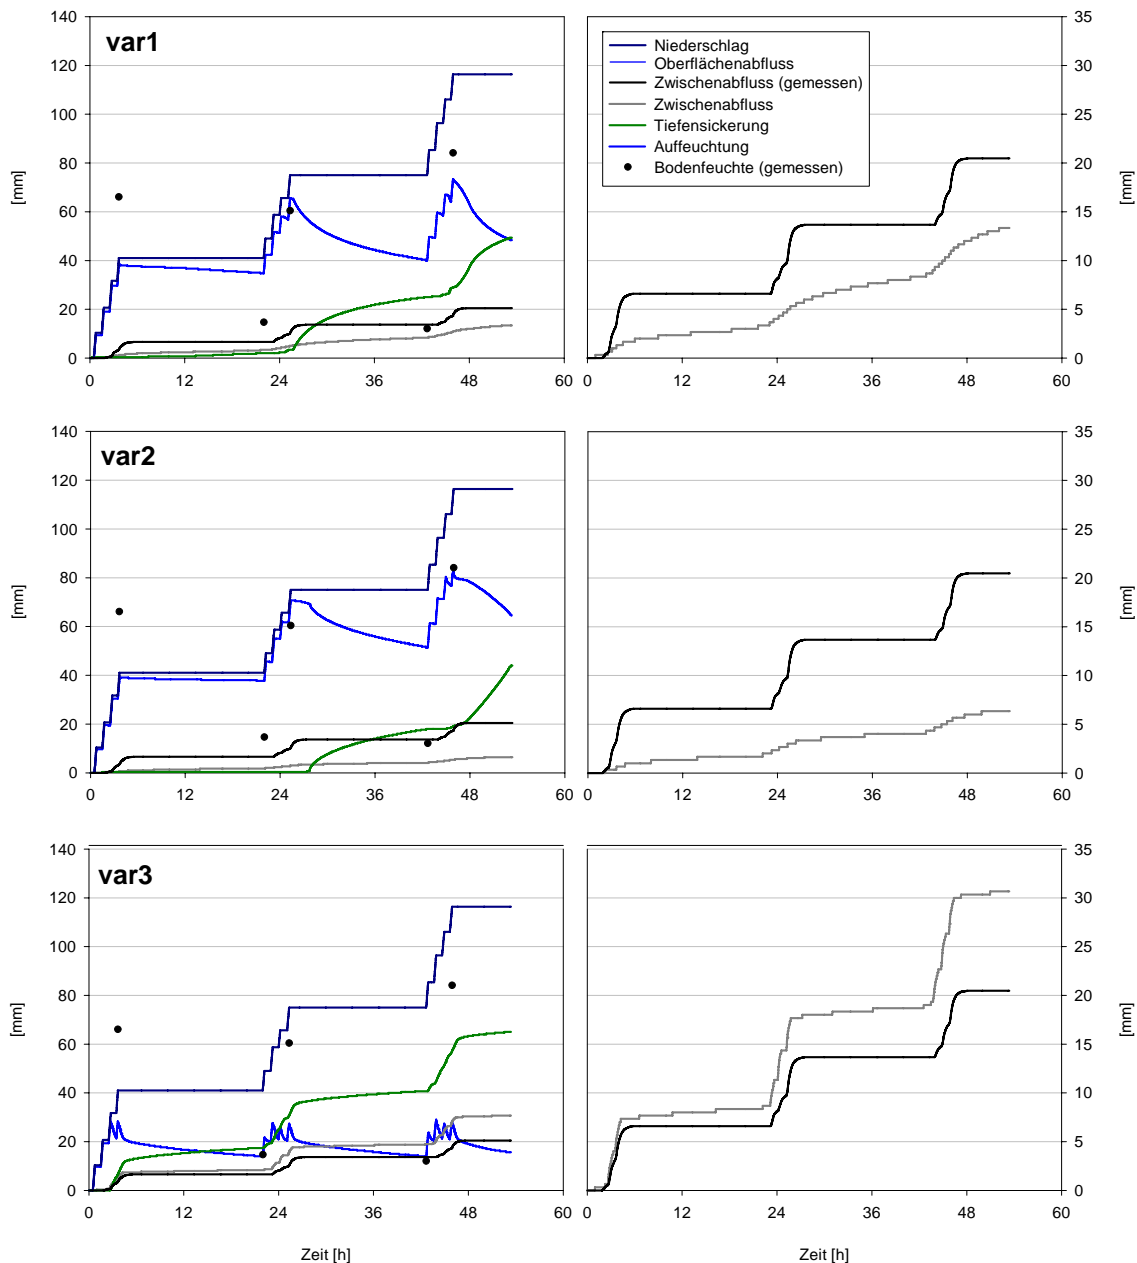 140
120
100
80
60
40
20
0
[mm]
var1
0 12 24 36 48 60
Niederschlag
Oberflächenabfluss
Zwischenabfluss (gemessen)
Zwischenabfluss
Tiefensickerung
Auffeuchtung
Bodenfeuchte (gemessen)
35
30
25
20
15
10
5
0
[mm]
0 12 24 36 48 60
140
120
100
80
60
40
20
0
[mm]
var2
0 12 24 36 48 60
35
30
25
20
15
10
5
0
[mm]
0 12 24 36 48 60
140
120
100
80
60
40
20
0
[mm]
var3
0 12 24 36 48 60
Zeit [h]
35
30
25
20
15
10
5
0
[mm]
0 12 24 36 48 60
Zeit [h]